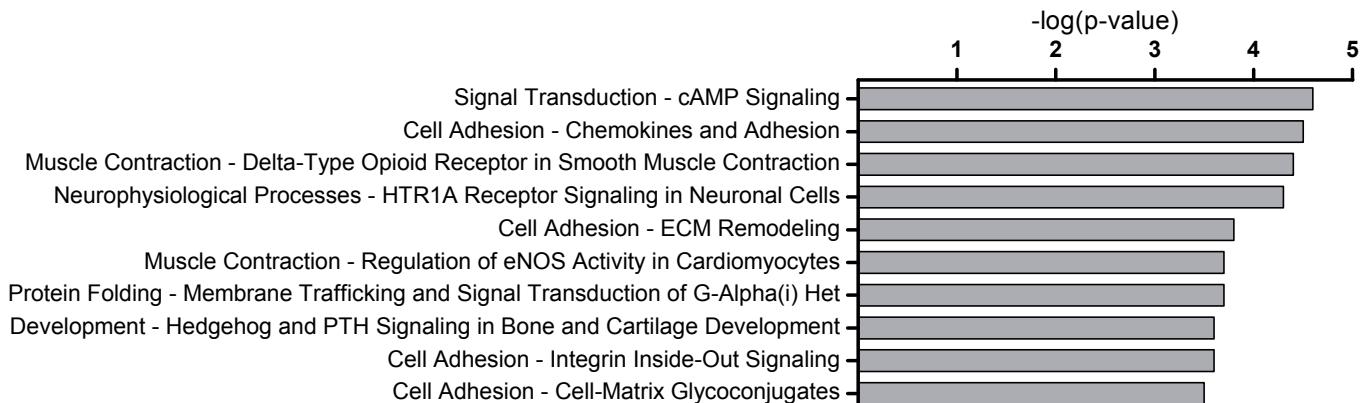 -log(p-value)
1 2 3 4 5
Signal Transduction - cAMP Signaling
Cell Adhesion - Chemokines and Adhesion
Muscle Contraction - Delta-Type Opioid Receptor in Smooth Muscle Contraction
Neurophysiological Processes - HTR1A Receptor Signaling in Neuronal Cells
Cell Adhesion - ECM Remodeling
Muscle Contraction - Regulation of eNOS Activity in Cardiomyocytes
Protein Folding - Membrane Trafficking and Signal Transduction of G-Alpha(i) Het
Development - Hedgehog and PTH Signaling in Bone and Cartilage Development
Cell Adhesion - Integrin Inside-Out Signaling
Cell Adhesion - Cell-Matrix Glycoconjugates